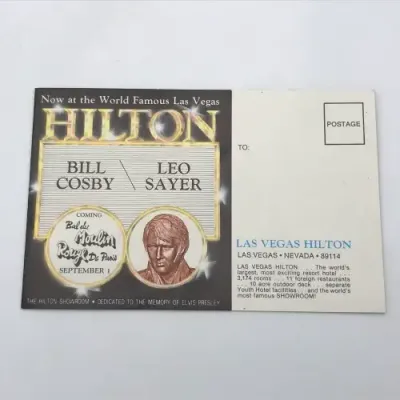 Now at the World Famous Las Vegas
HILTON
BILL COSBY \ LEO SAYER
COMING
Bal du
Moulin
Rouge
De Paris
SEPTEMBER 1
THE HILTON SHOWROOM • DEDICATED TO THE MEMORY OF ELVIS PRESLEY
POSTAGE
TO:
LAS VEGAS HILTON
LAS VEGAS • NEVADA • 89114
LAS VEGAS HILTON . . . The world's
largest, most exciting resort hotel . . .
3,174 rooms . . . 11 foreign restaurants
. . . 10 acre outdoor deck . . . separate
Youth Hotel facilities . . . and the world's
most famous SHOWROOM!